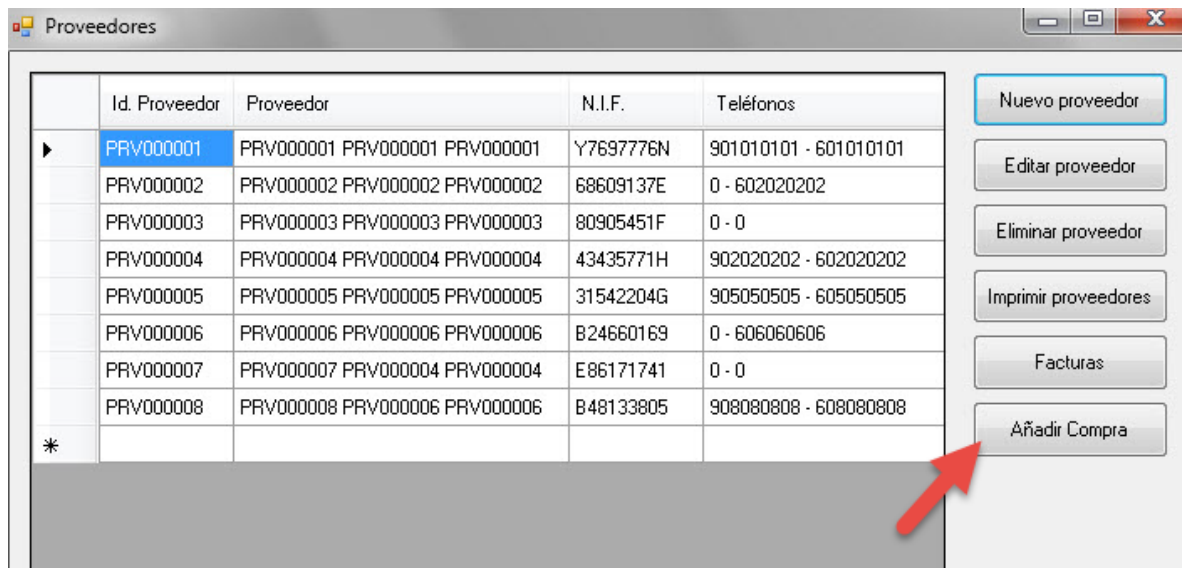 Proveedores
Id. Proveedor Proveedor N.I.F. Teléfonos
PRV000001 PRV000001 PRV000001 PRV000001 Y7697776N 901010101 - 601010101
PRV000002 PRV000002 PRV000002 PRV000002 68609137E 0 - 602020202
PRV000003 PRV000003 PRV000003 PRV000003 80905451F 0 - 0
PRV000004 PRV000004 PRV000004 PRV000004 43435771H 902020202 - 602020202
PRV000005 PRV000005 PRV000005 PRV000005 31542204G 905050505 - 605050505
PRV000006 PRV000006 PRV000006 PRV000006 B24660169 0 - 606060606
PRV000007 PRV000007 PRV000004 PRV000004 E86171741 0 - 0
PRV000008 PRV000008 PRV000006 PRV000006 B48133805 908080808 - 608080808
Nuevo proveedor
Editar proveedor
Eliminar proveedor
Imprimir proveedores
Facturas
Añadir Compra